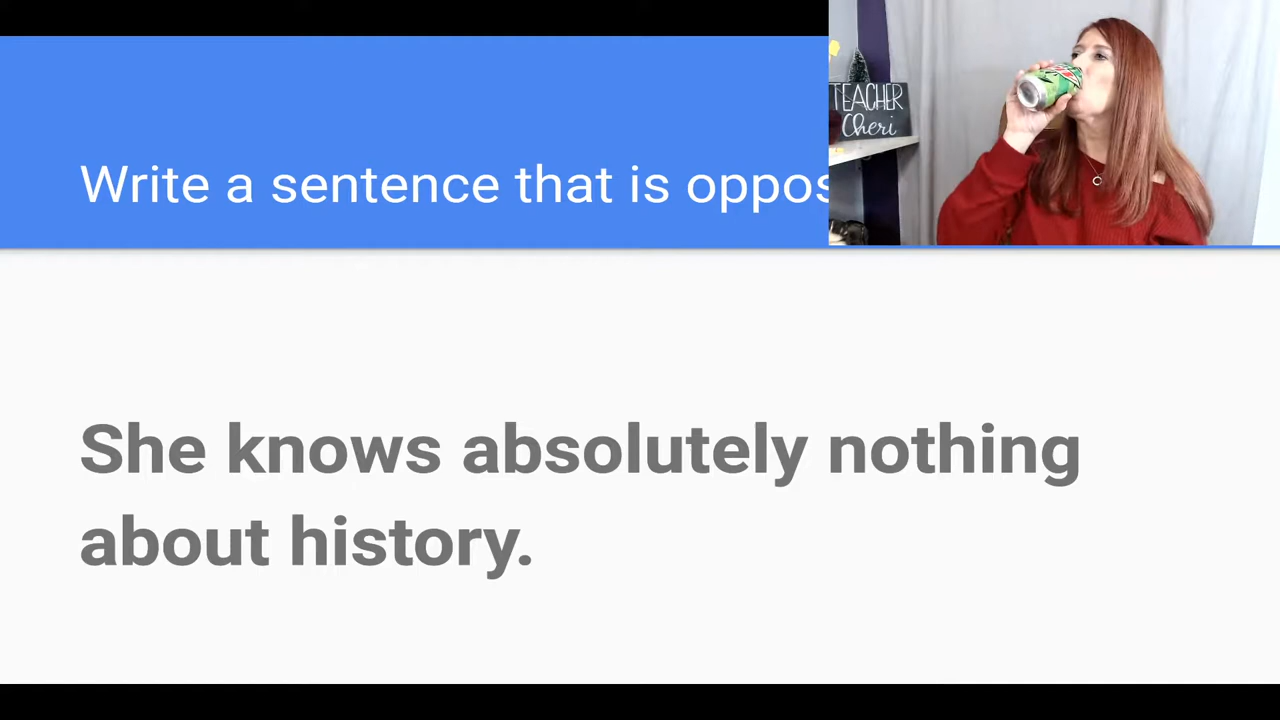 Write a sentence that is oppos
TEACHER
Cheri
She knows absolutely nothing
about history.